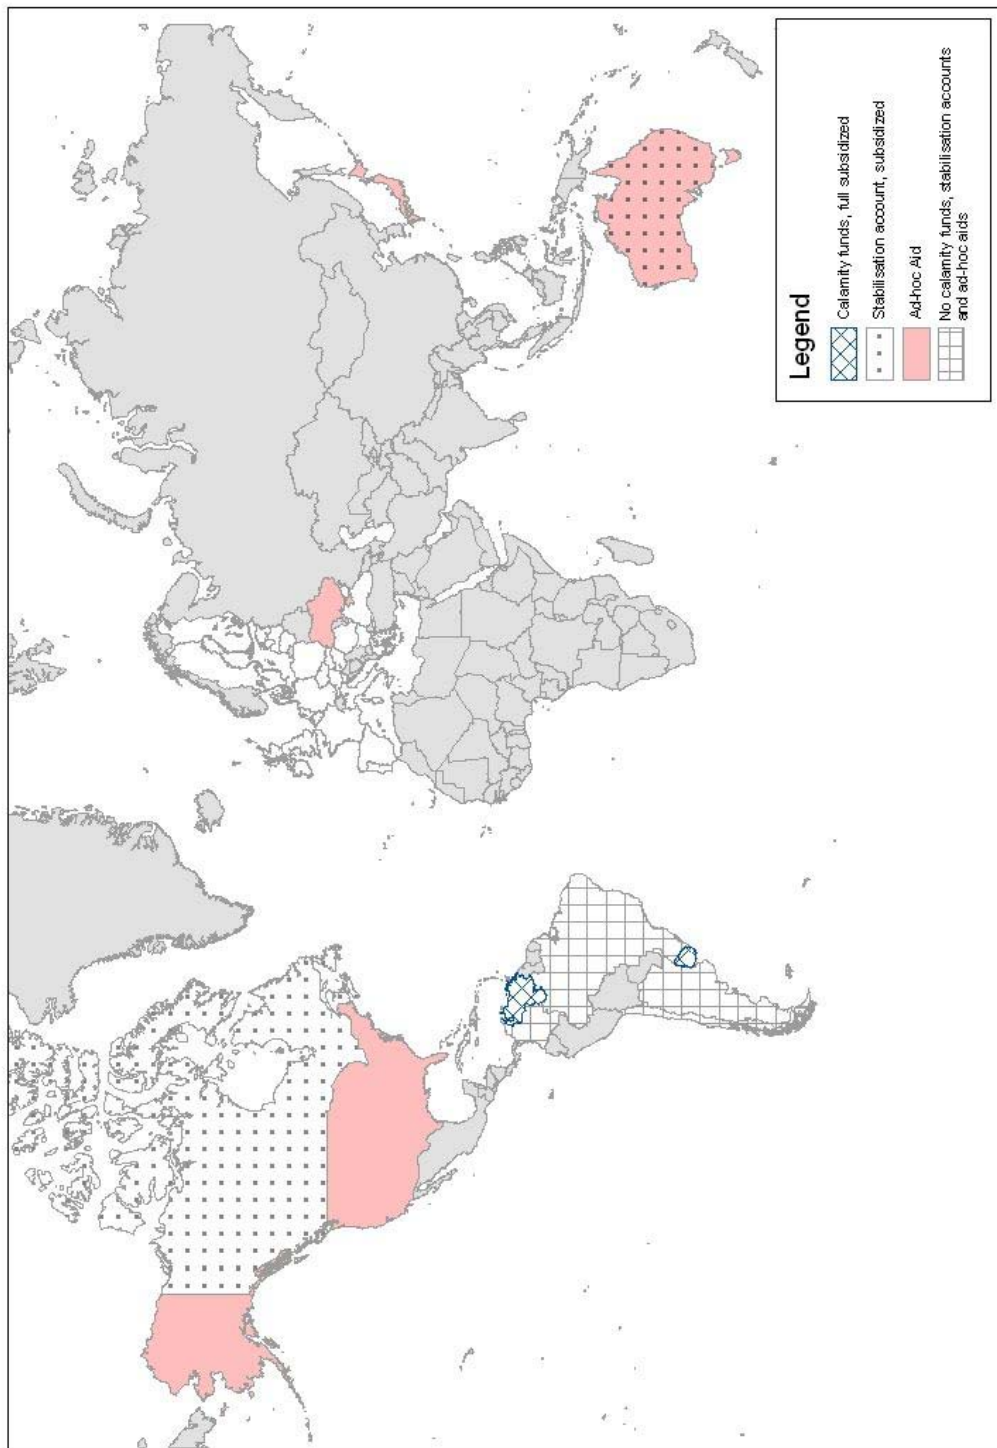 Legend
Calamity funds, full subsidized
Stabilisation account, subsidized
Ad-hoc Aid
No calamity funds, stabilisation accounts
and ad-hoc aids